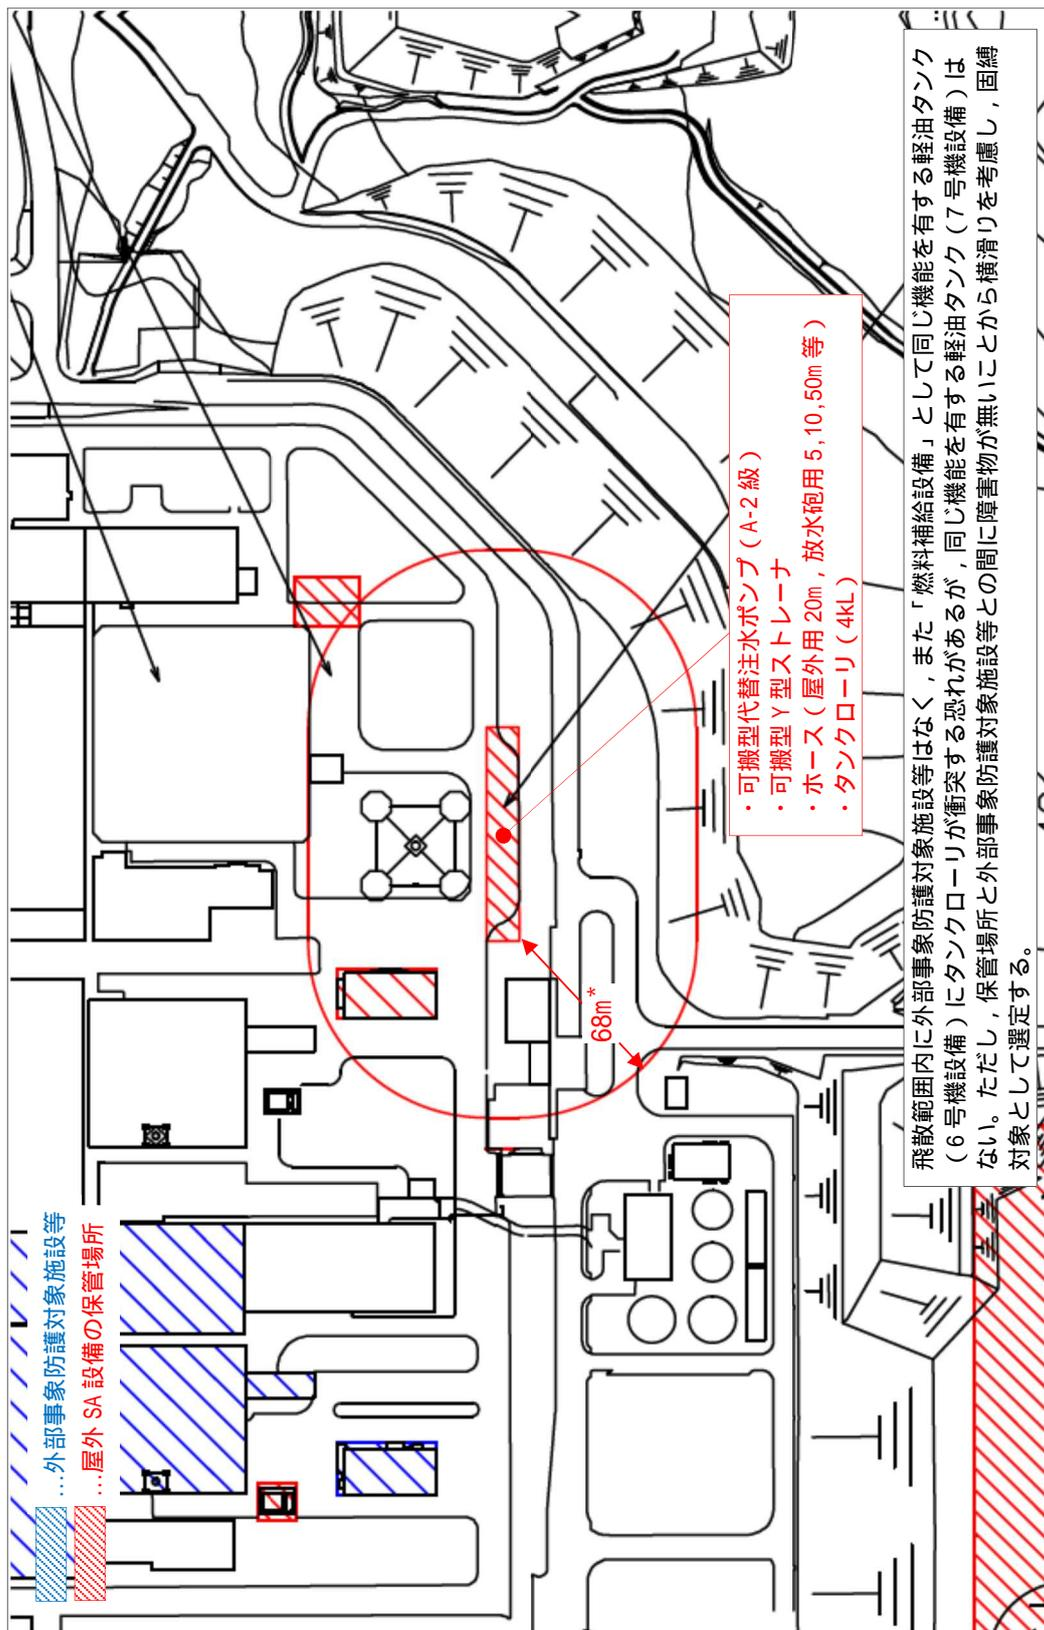 …外部事象防護対象施設等
…屋外 SA 設備の保管場所
68m*
・可搬型代替注水ポンプ（A-2 級）
・可搬型 Y 型ストレーナ
・ホース（屋外用 20m，放水砲用 5,10,50m 等）
・タンクローリ（4kL）
飛散範囲内に外部事象防護対象施設等はなく，また「燃料補給設備」として同じ機能を有する軽油タンク
（6号機設備）にタンクローリが衝突する恐れがあるが，同じ機能を有する軽油タンク（7号機設備）は
ない。ただし，保管場所と外部事象防護対象施設等との間に障害物が無いことから横滑りを考慮し，固縛
対象として選定する。